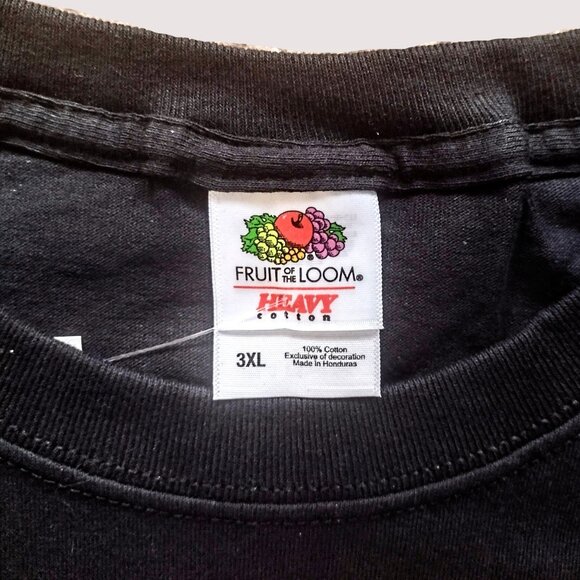 FRUIT OF THE LOOM®
HEAVY
cotton
3XL
100% Cotton
Exclusive of decoration
Made in Honduras